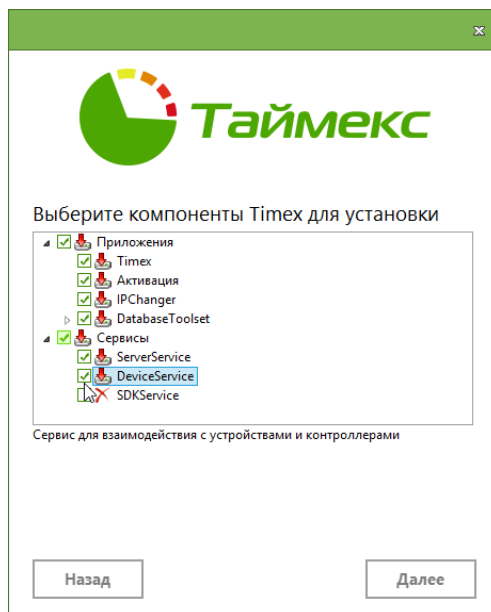 Таймекс
Выберите компоненты Timex для установки
Приложения
Timex
Активация
IPChanger
DatabaseToolset
Сервисы
ServerService
DeviceService
SDKService
Сервис для взаимодействия с устройствами и контроллерами
Назад
Далее